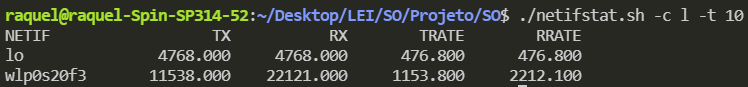 raquel@raquel-Spin-SP314-52:~/Desktop/LEI/SO/Projeto/SO$ ./netifstat.sh -c l -t 10
NETIF TX RX TRATE RRATE
lo 4768.000 4768.000 476.800 476.800
wlp0s20f3 11538.000 22121.000 1153.800 2212.100